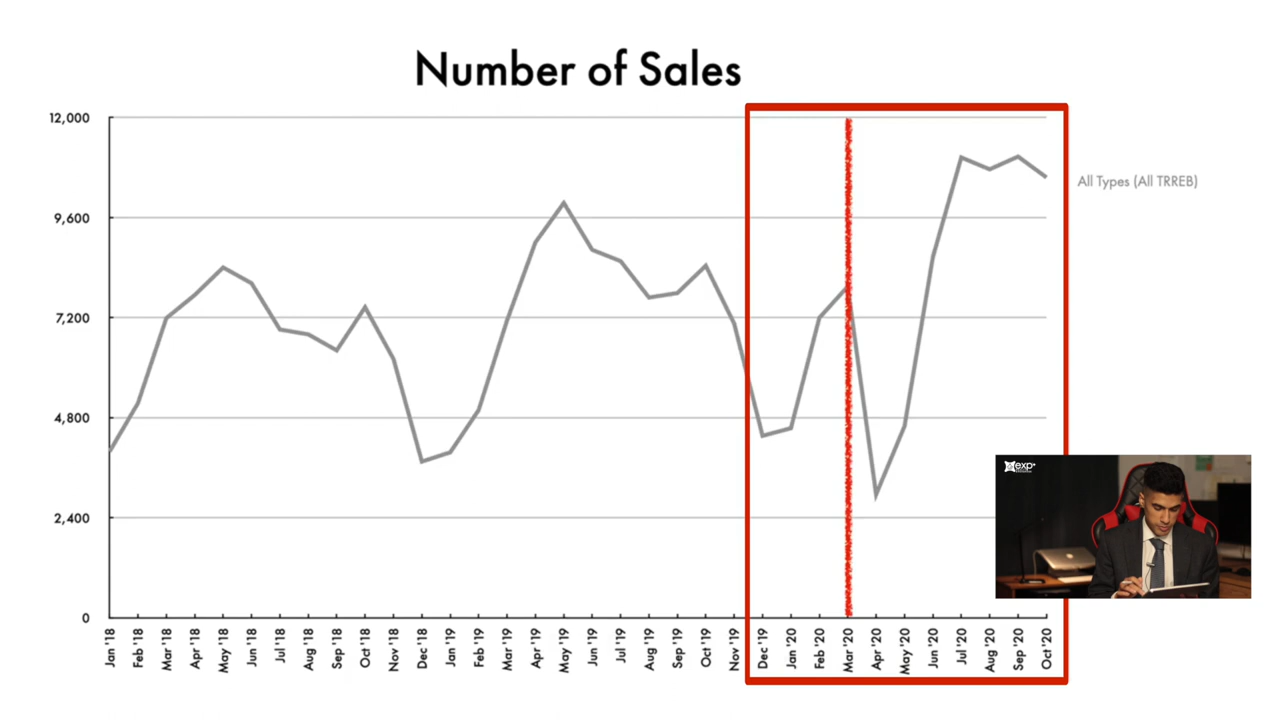 Number of Sales
12,000
9,600
7,200
4,800
2,400
0
All Types (All TRREB)
Jan '18
Feb '18
Mar '18
Apr '18
May '18
Jun '18
Jul '18
Aug '18
Sep '18
Oct '18
Nov '18
Dec '18
Jan '19
Feb '19
Mar '19
Apr '19
May '19
Jun '19
Jul '19
Aug '19
Sep '19
Oct '19
Nov '19
Dec '19
Jan '20
Feb '20
Mar '20
Apr '20
May '20
Jun '20
Jul '20
Aug '20
Sep '20
Oct '20
exp